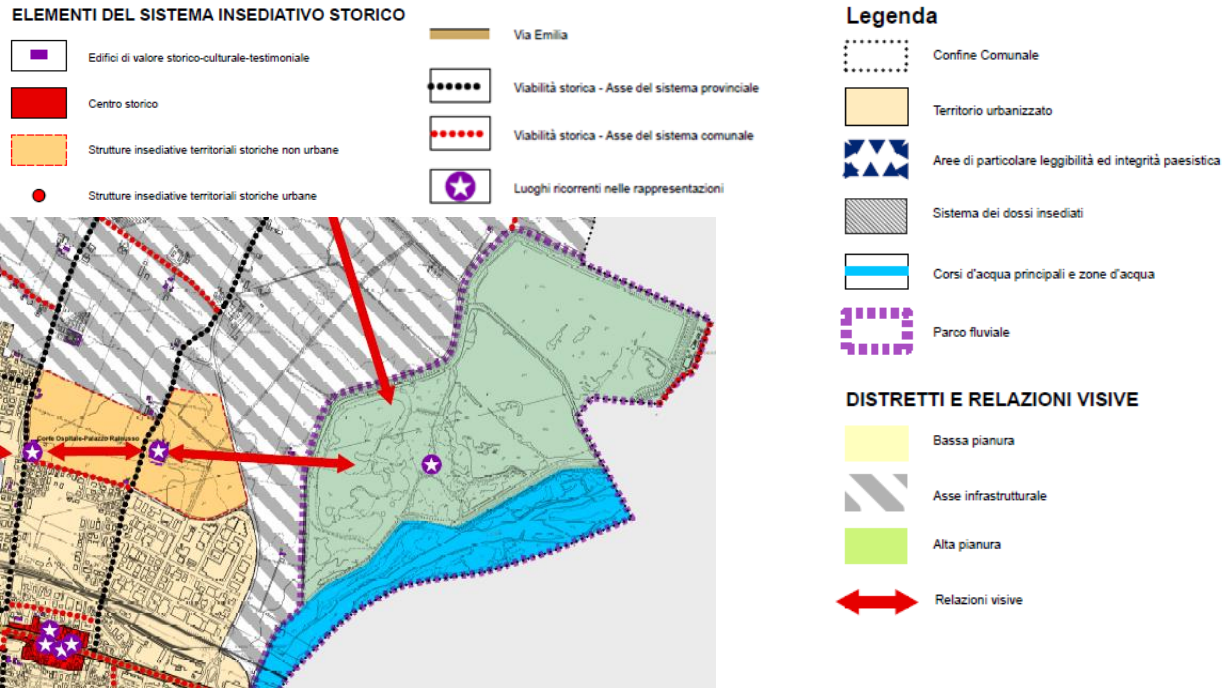 ELEMENTI DEL SISTEMA INSEDIATIVO STORICO
Edifici di valore storico-culturale-testimoniale
Centro storico
Strutture insediative territoriali storiche non urbane
Strutture insediative territoriali storiche urbane
Via Emilia
Viabilità storica - Asse del sistema provinciale
Viabilità storica - Asse del sistema comunale
Luoghi ricorrenti nelle rappresentazioni
Legenda
Confine Comunale
Territorio urbanizzato
Aree di particolare leggibilità ed integrità paesistica
Sistema dei dossi insediati
Corsi d'acqua principali e zone d'acqua
Parco fluviale
DISTRETTI E RELAZIONI VISIVE
Bassa pianura
Asse infrastrutturale
Alta pianura
Relazioni visive
Corte Ospitale-Palazzo Rainusso